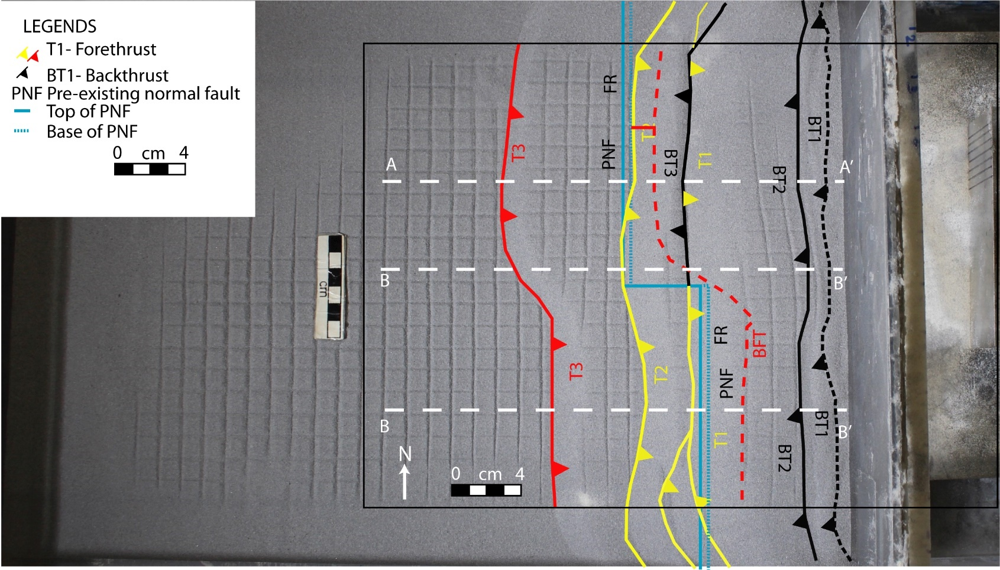 LEGENDS
T1- Forethrust
BT1- Backthrust
PNF Pre-existing normal fault
Top of PNF
Base of PNF
0 cm 4
FR
PNF
T2
T3
BT3
T1
BT2
BT1
A
A′
B
B′
cm
FR
PNF
BFT
T3
T2
T1
BT2
BT1
B
B′
N
0 cm 4
12